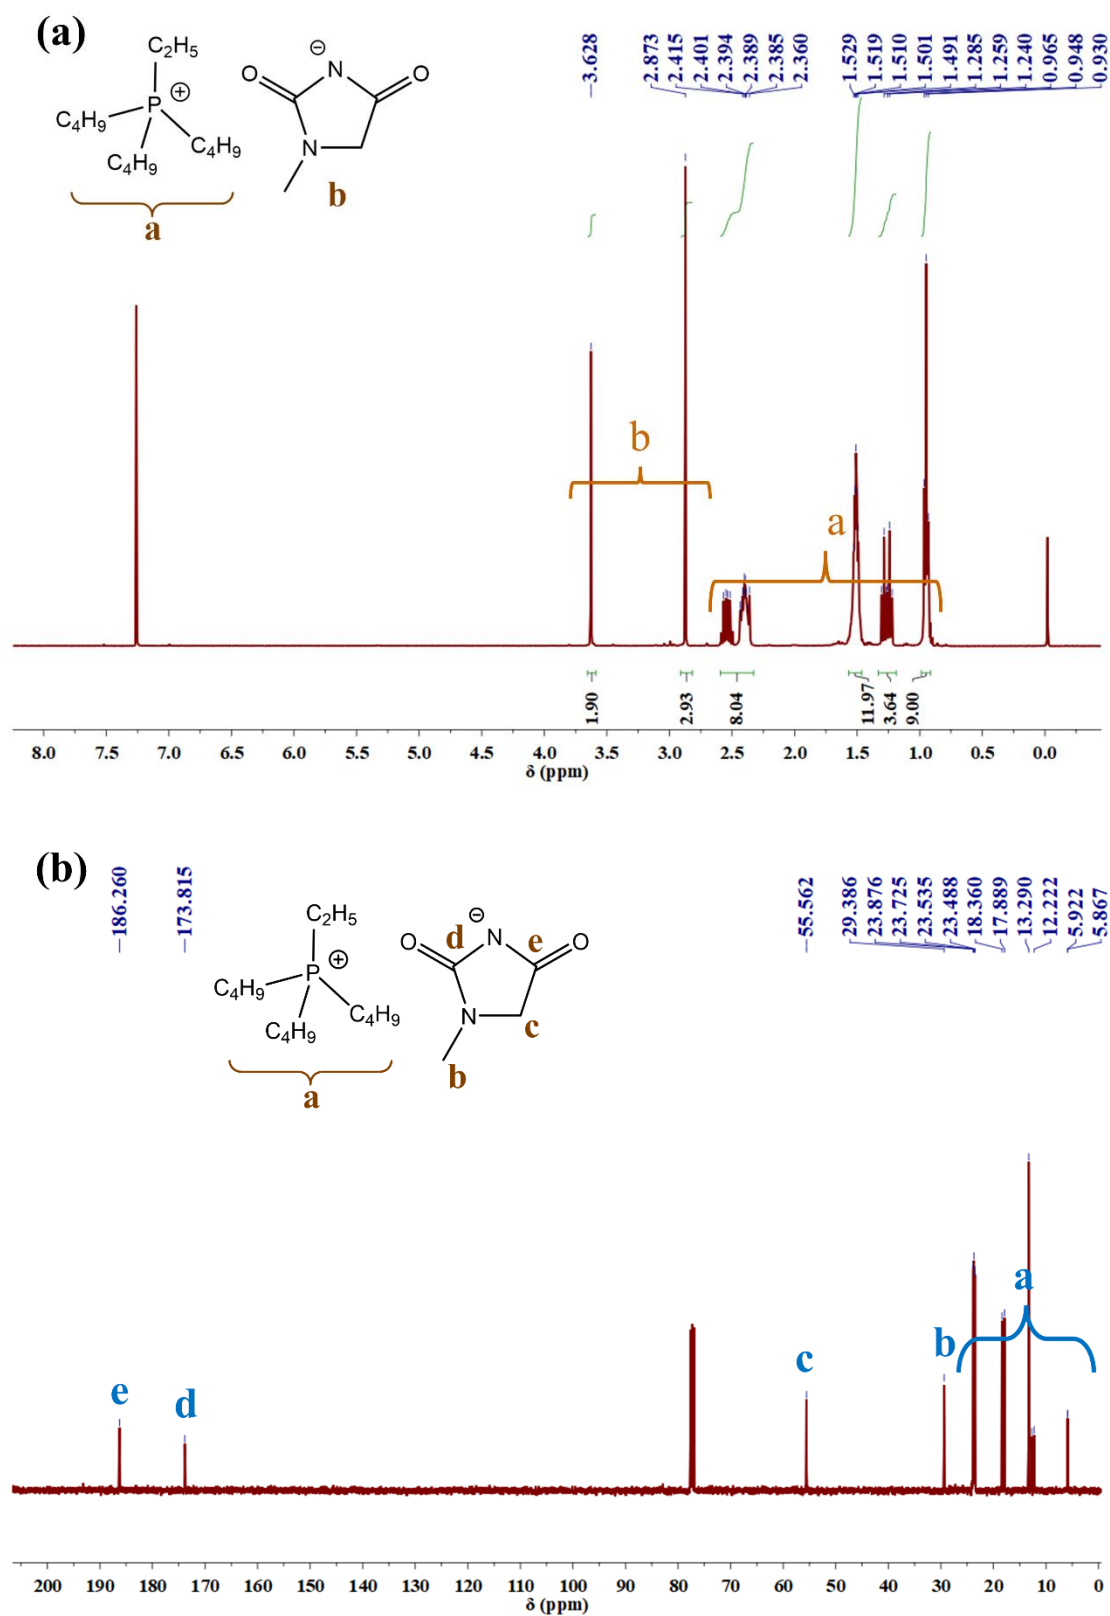 (a)
−3.628
2.873
2.415
2.401
2.394
2.389
2.385
2.360
1.529
1.519
1.510
1.501
1.491
1.285
1.259
1.240
0.965
0.948
0.930
C2H5
⊖
O N O
P ⊕
C4H9 C4H9
C4H9
N
a
b
b
a
1.90
2.93
8.04
11.97
3.64
9.00
8.0 7.0 6.5 6.0 5.5 5.0 4.5 4.0 3.5 3.0 2.5 2.0 1.5 1.0 0.5 0.0
δ (ppm)
(b)
−186.260
−173.815
−55.562
29.386
23.876
23.725
23.535
23.488
18.360
17.889
13.290
12.222
5.922
5.867
C2H5
⊖
O d N e O
P ⊕
C4H9 C4H9
C4H9
N
c
b
a
e
d
c
b
a
200 190 180 170 160 150 140 130 120 110 100 90 80 70 60 50 40 30 20 10 0
δ (ppm)